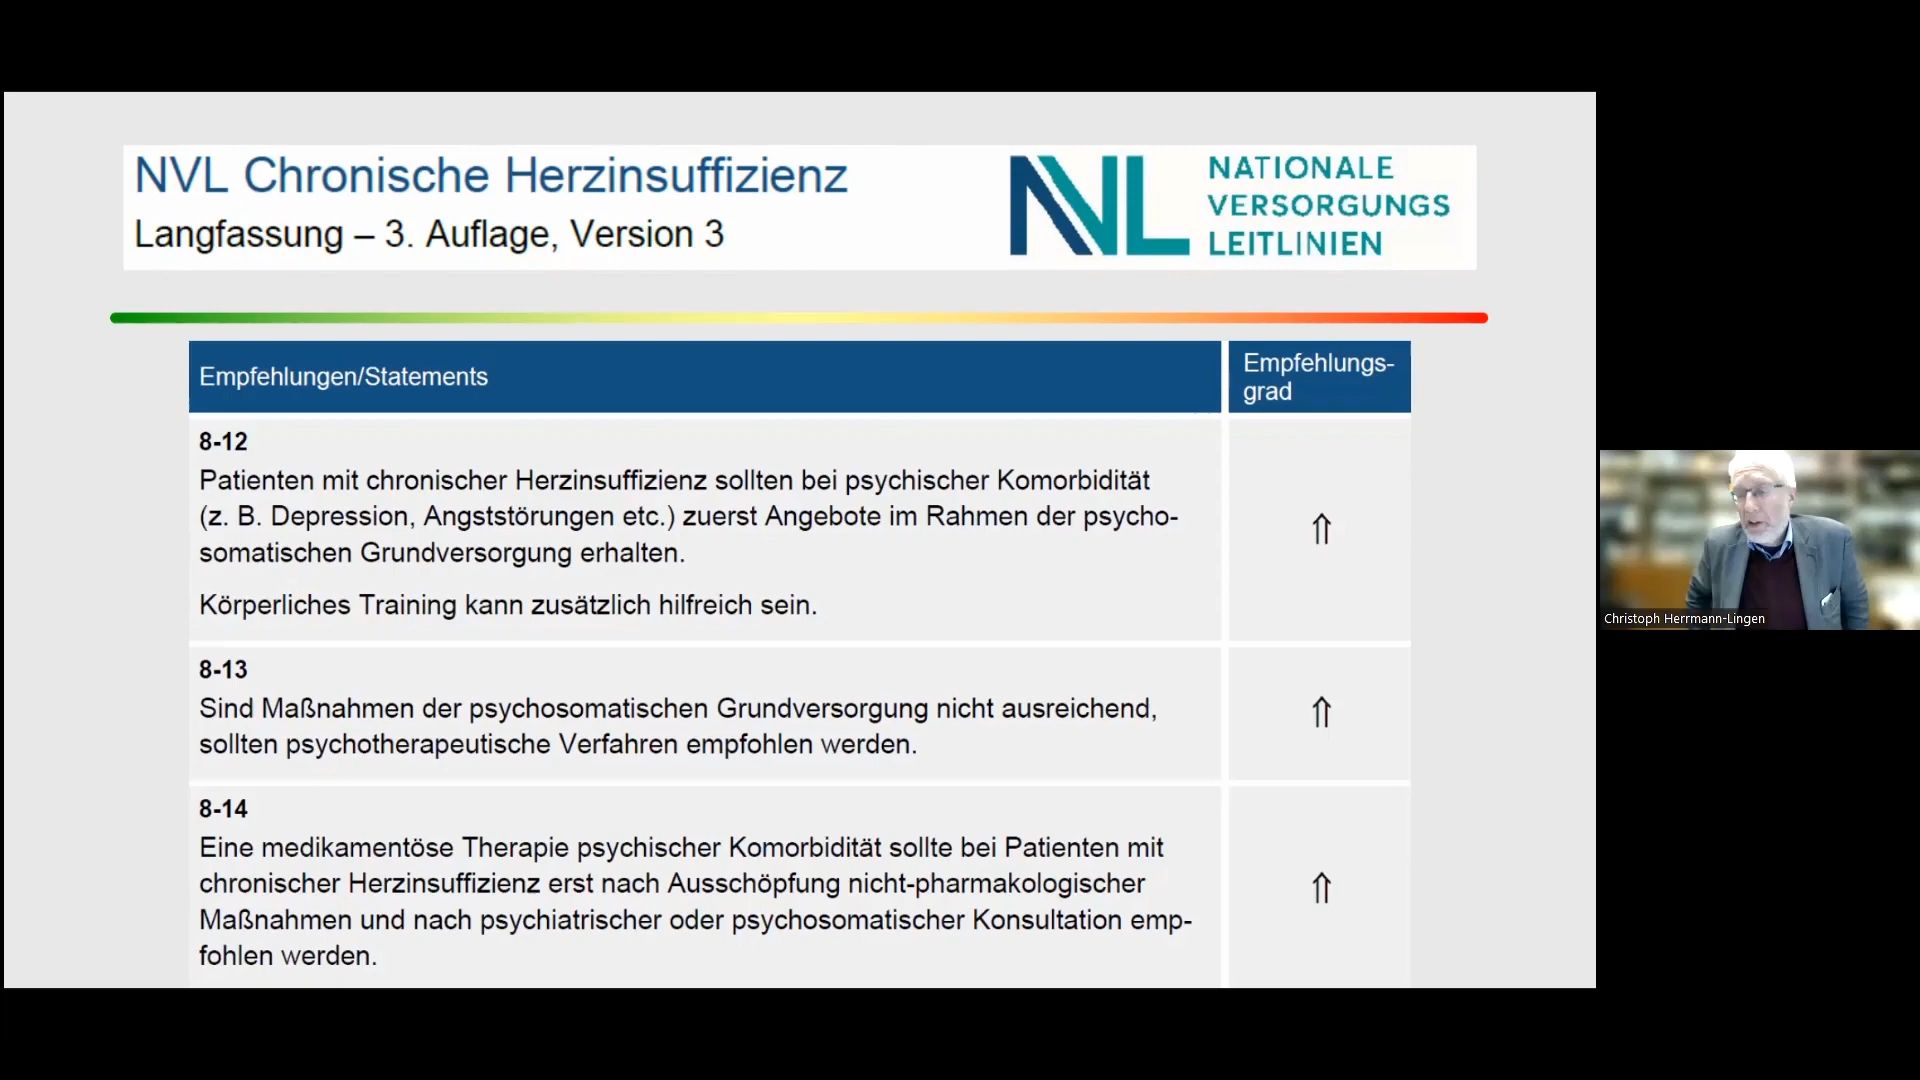 NVL Chronische Herzinsuffizienz
Langfassung – 3. Auflage, Version 3
NVL
NATIONALE
VERSORGUNGS
LEITLINIEN
Empfehlungen/Statements
Empfehlungs-
grad
8-12
Patienten mit chronischer Herzinsuffizienz sollten bei psychischer Komorbidität
(z. B. Depression, Angststörungen etc.) zuerst Angebote im Rahmen der psycho-
somatischen Grundversorgung erhalten.
Körperliches Training kann zusätzlich hilfreich sein.
⇑
8-13
Sind Maßnahmen der psychosomatischen Grundversorgung nicht ausreichend,
sollten psychotherapeutische Verfahren empfohlen werden.
⇑
8-14
Eine medikamentöse Therapie psychischer Komorbidität sollte bei Patienten mit
chronischer Herzinsuffizienz erst nach Ausschöpfung nicht-pharmakologischer
Maßnahmen und nach psychiatrischer oder psychosomatischer Konsultation emp-
fohlen werden.
⇑
Christoph Herrmann-Lingen